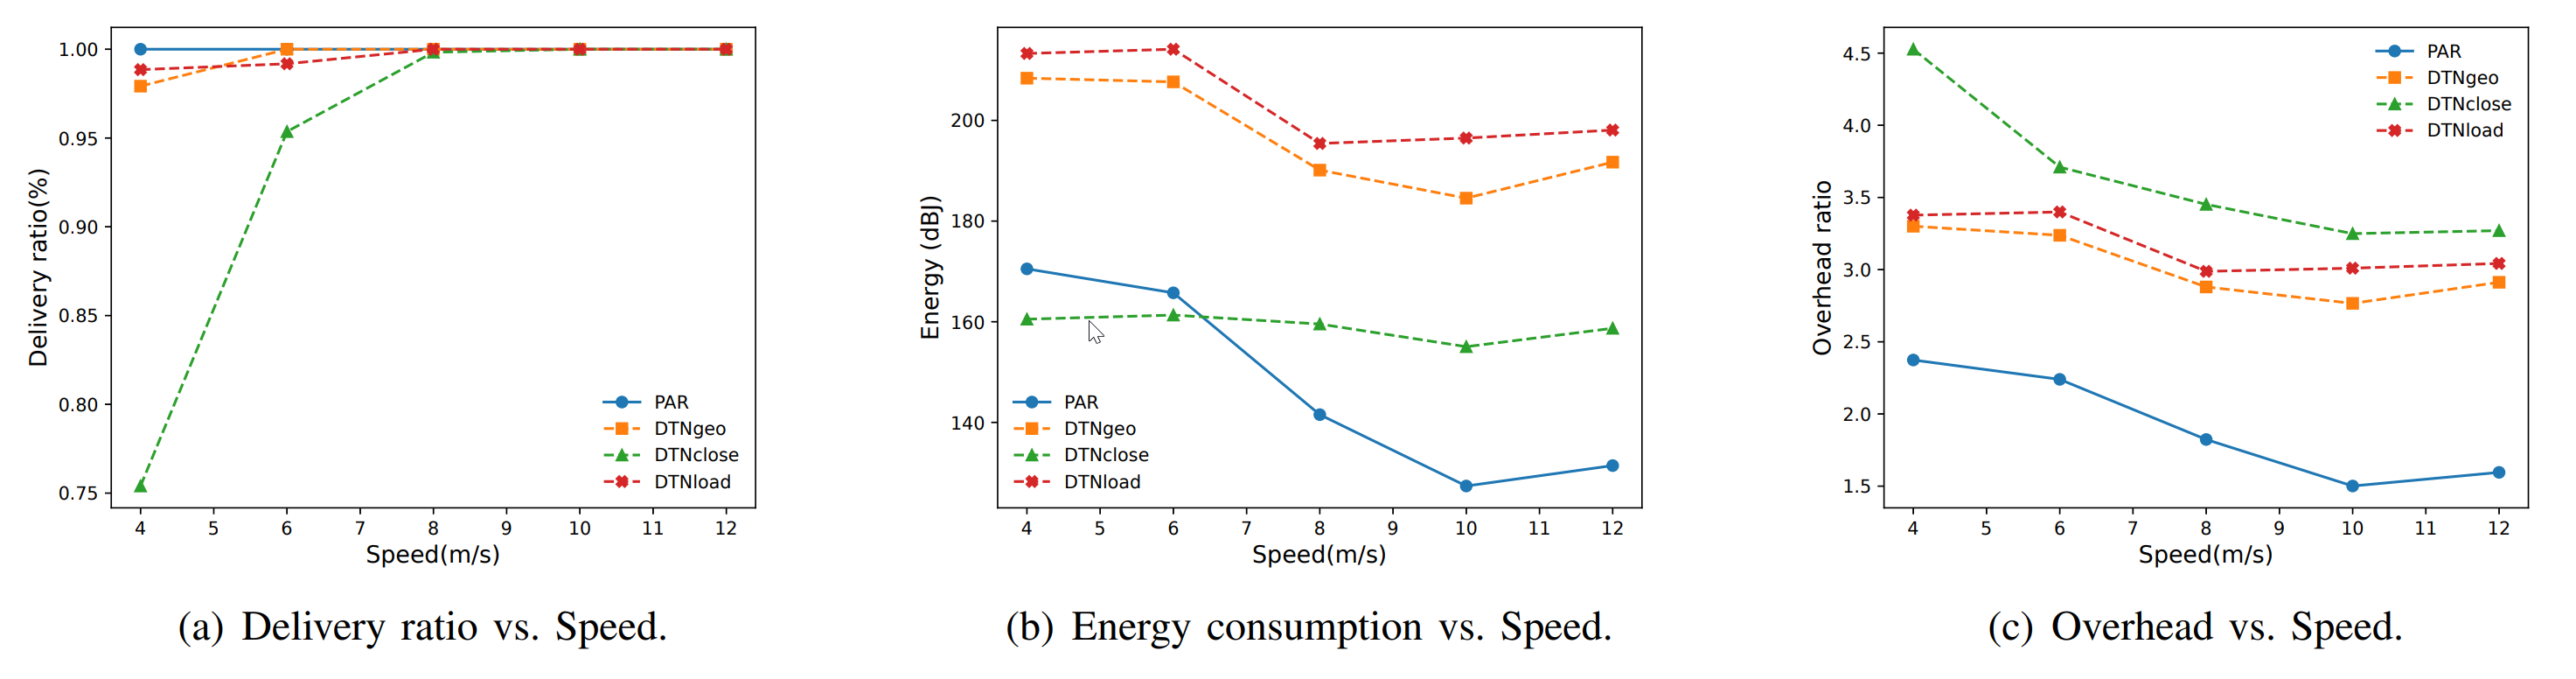 1.00
0.95
0.90
0.85
0.80
0.75
Delivery ratio(%)
4 5 6 7 8 9 10 11 12
Speed(m/s)
PAR
DTNgeo
DTNclose
DTNload
(a) Delivery ratio vs. Speed.
200
180
160
140
Energy (dBJ)
4 5 6 7 8 9 10 11 12
Speed(m/s)
PAR
DTNgeo
DTNclose
DTNload
(b) Energy consumption vs. Speed.
4.5
4.0
3.5
3.0
2.5
2.0
1.5
Overhead ratio
4 5 6 7 8 9 10 11 12
Speed(m/s)
PAR
DTNgeo
DTNclose
DTNload
(c) Overhead vs. Speed.